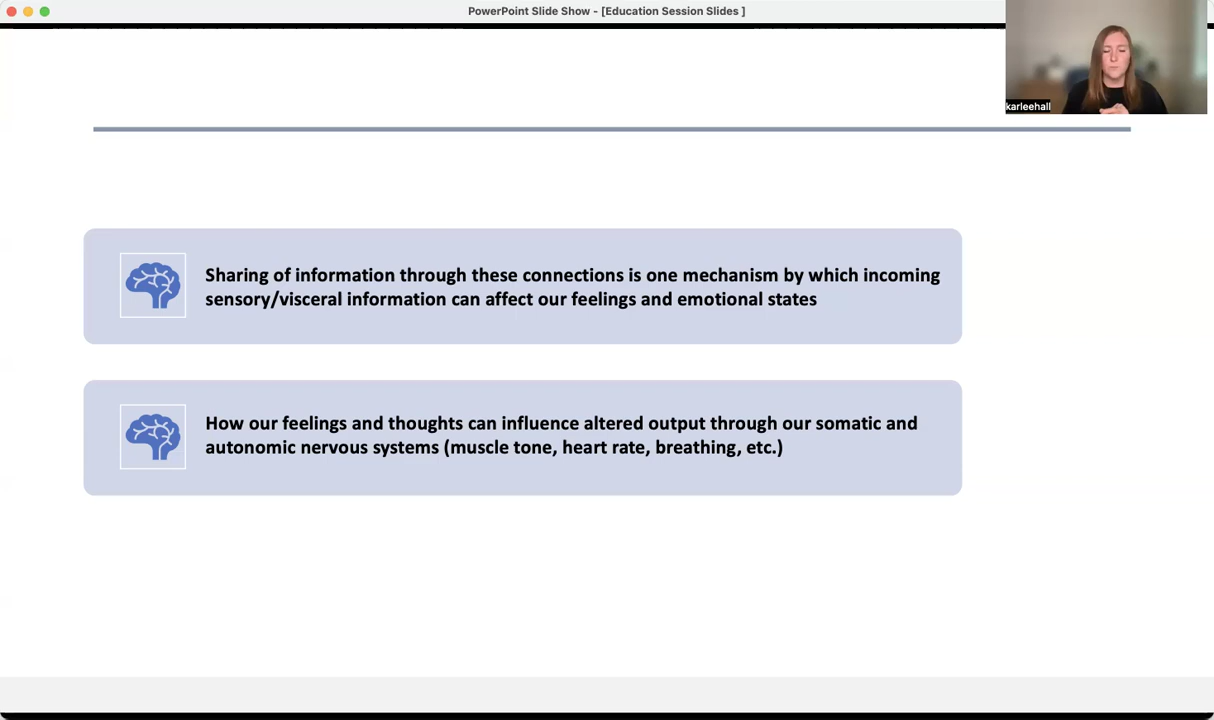 PowerPoint Slide Show - [Education Session Slides ]
karleehall
Sharing of information through these connections is one mechanism by which incoming
sensory/visceral information can affect our feelings and emotional states
How our feelings and thoughts can influence altered output through our somatic and
autonomic nervous systems (muscle tone, heart rate, breathing, etc.)